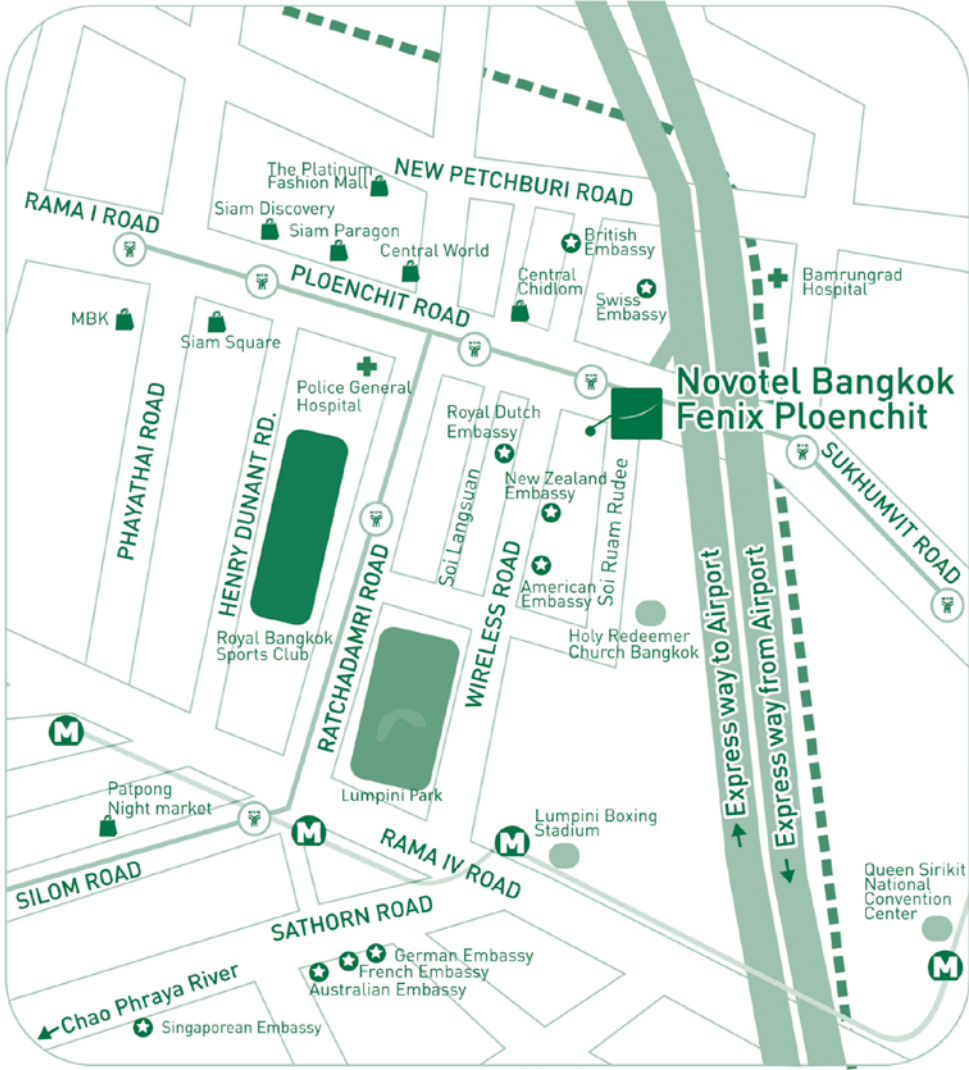 The Platinum
Fashion Mall
NEW PETCHBURI ROAD
RAMA I ROAD
Siam Discovery
Siam Paragon
Central World
British
Embassy
PLOENCHIT ROAD
Central
Chidlom
Swiss
Embassy
Bamrungrad
Hospital
MBK
Siam Square
Police General
Hospital
Novotel Bangkok
Fenix Ploenchit
Royal Dutch
Embassy
New Zealand
Embassy
PHAYATHAI ROAD
HENRY DUNANT RD.
Soi Langsuan
Soi Ruam Rudee
SUKHUMVIT ROAD
American
Embassy
Royal Bangkok
Sports Club
RATCHADAMRI ROAD
WIRELESS ROAD
Holy Redeemer
Church Bangkok
Express way to Airport
Express way from Airport
M
Patpong
Night market
Lumpini Park
M
M
Lumpini Boxing
Stadium
RAMA IV ROAD
SILOM ROAD
SATHORN ROAD
Queen Sirikit
National
Convention
Center
M
German Embassy
French Embassy
Australian Embassy
Chao Phraya River
Singaporean Embassy